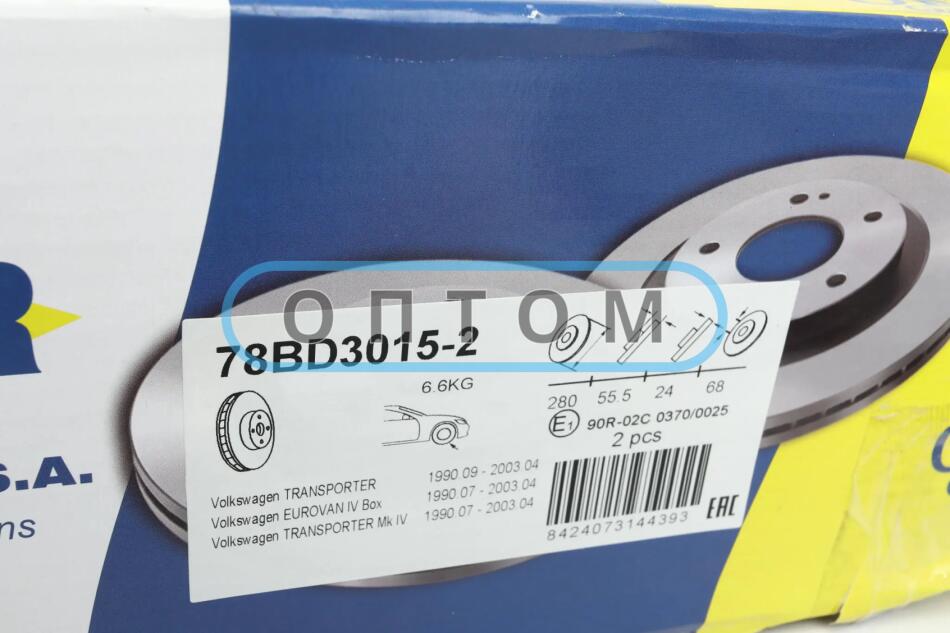 R
S.A.
ns
ОПТОМ
78BD3015-2
6.6KG
280 55.5 24 68
E1 90R-02C 0370/0025
2 pcs
Volkswagen TRANSPORTER 1990.09 - 2003.04
Volkswagen EUROVAN IV Box 1990.07 - 2003.04
Volkswagen TRANSPORTER Mk IV 1990.07 - 2003.04
8424073144393
EAC